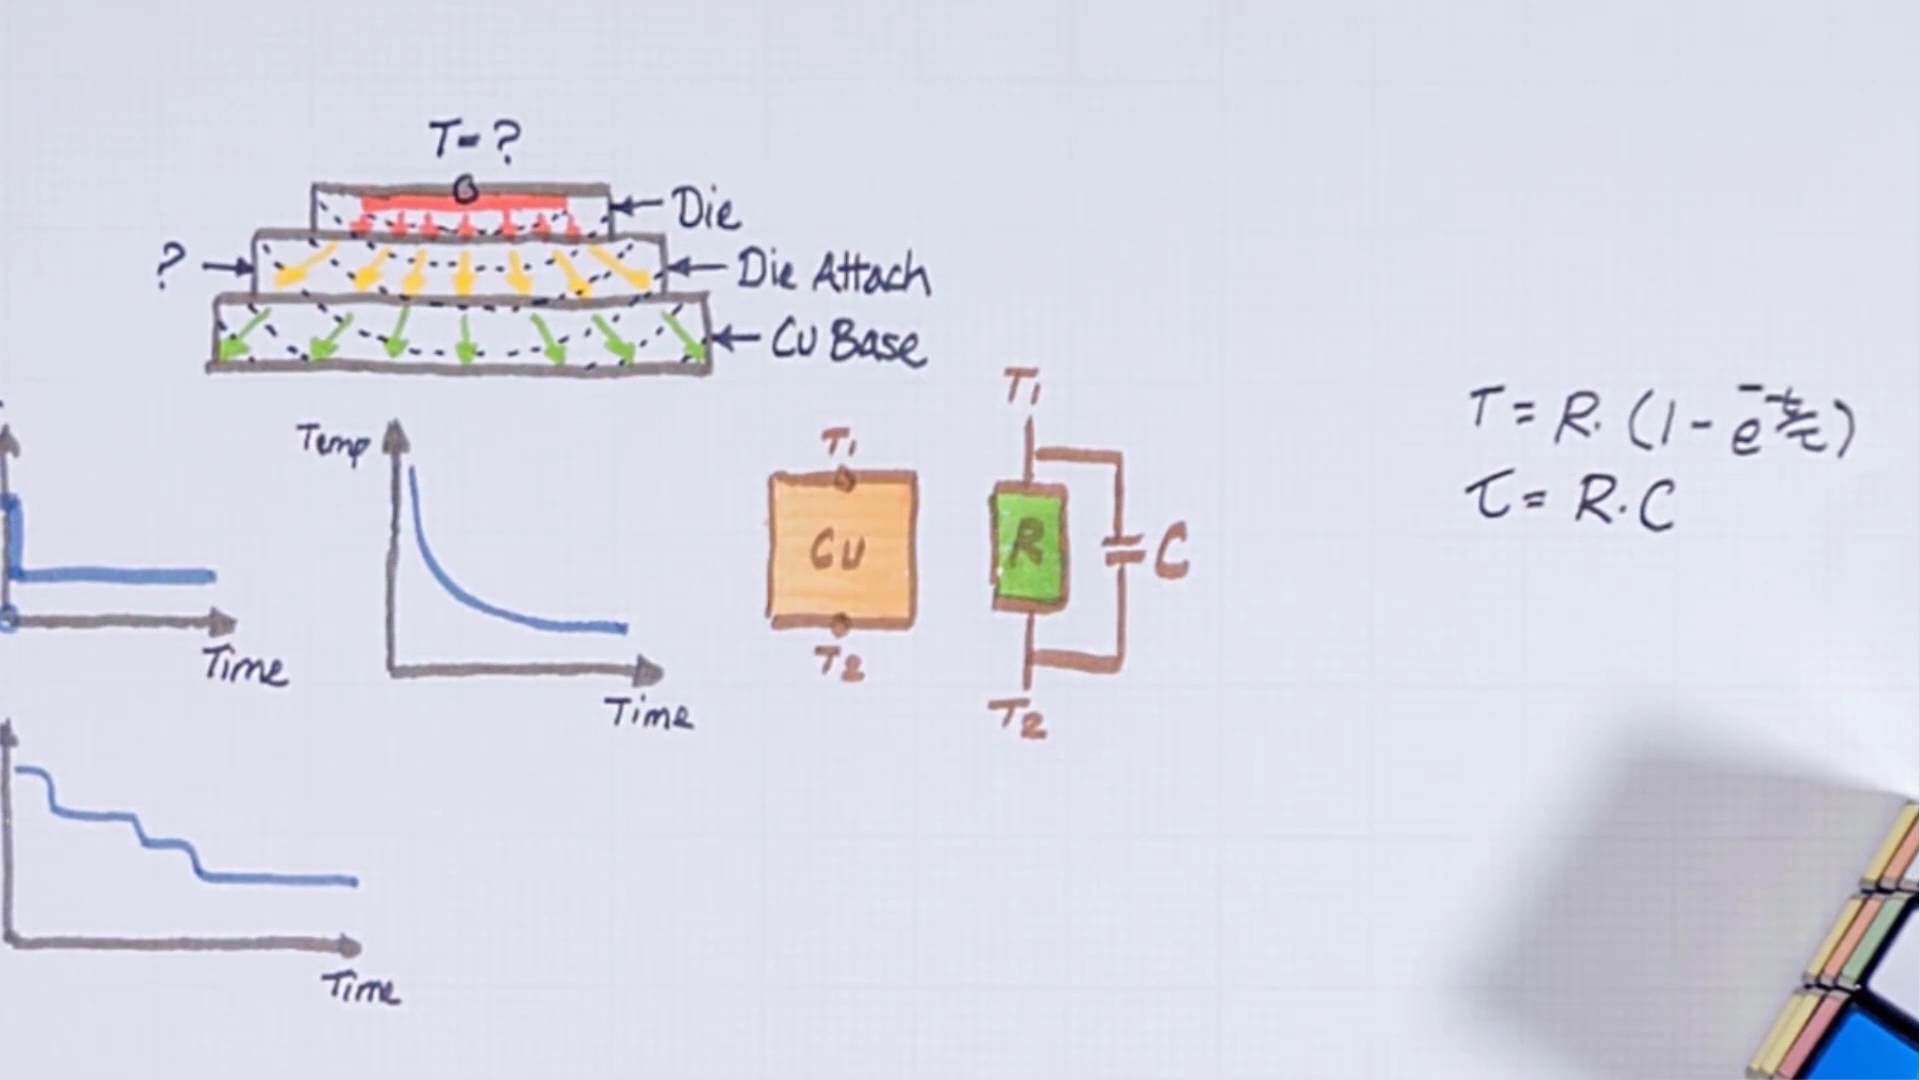 T=?
Die
?
Die Attach
Cu Base
Temp
Time
Time
Time
T1
Cu
T2
T1
R
C
T2
T = R. (1 - e^-t/τ)
τ = R.C